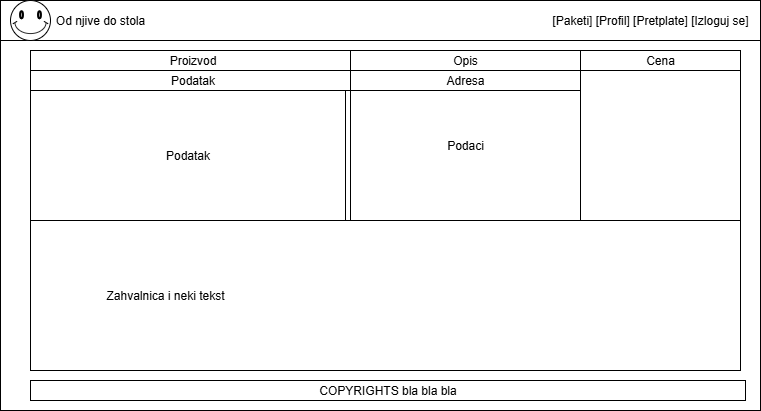 Od njive do stola
[Paketi] [Profil] [Pretplate] [Izloguj se]
Proizvod Opis Cena
Podatak Adresa
Podatak Podaci
Zahvalnica i neki tekst
COPYRIGHTS bla bla bla